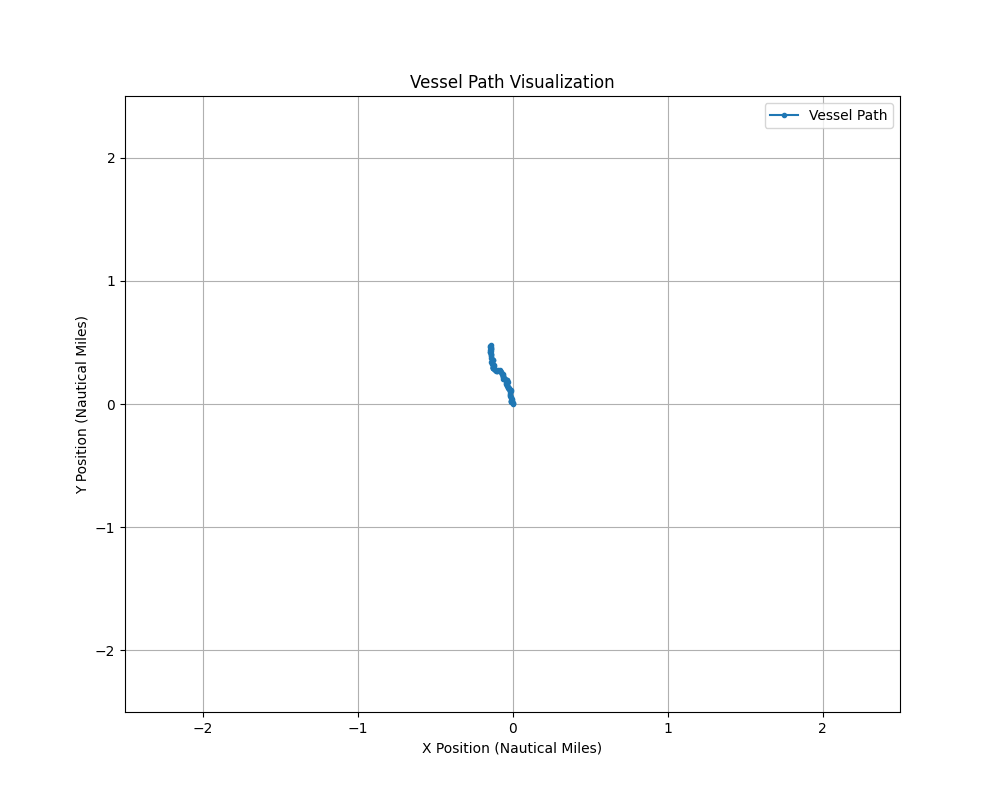 Vessel Path Visualization
Vessel Path
2
1
0
−1
−2
Y Position (Nautical Miles)
−2
−1
0
1
2
X Position (Nautical Miles)